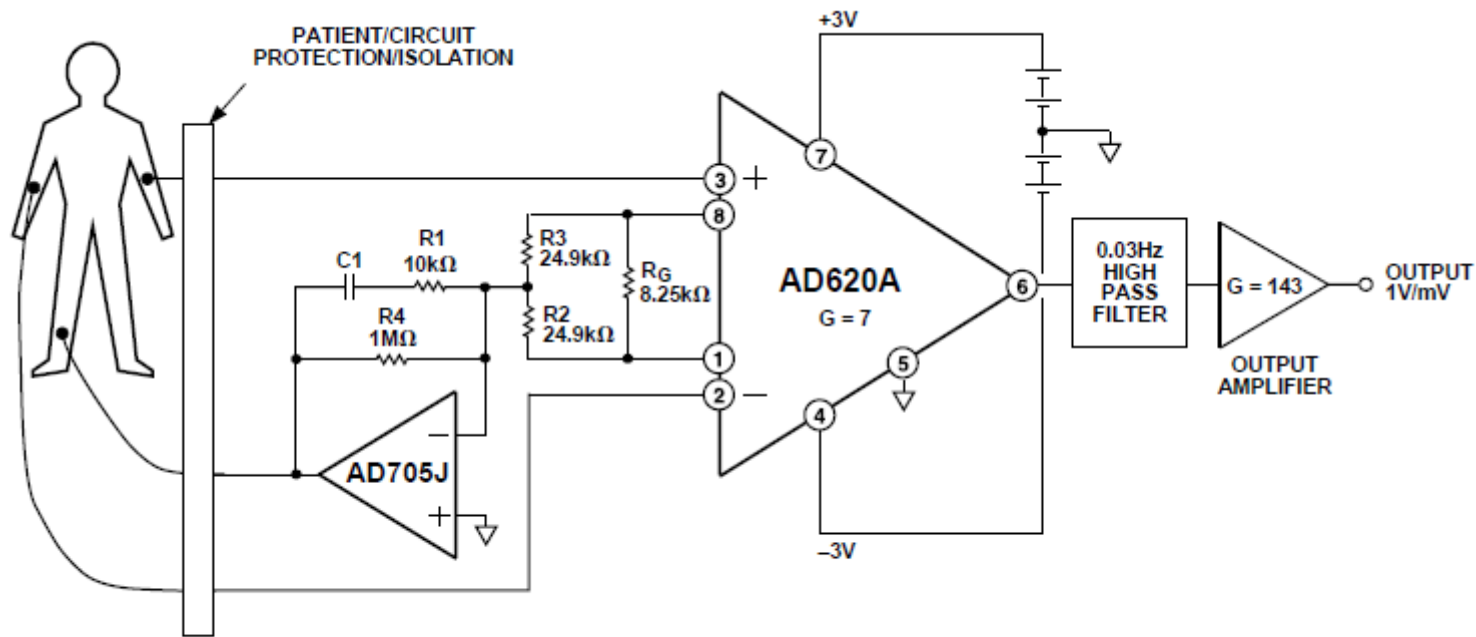 PATIENT/CIRCUIT
PROTECTION/ISOLATION
+3V
7
3
+
8
R1
10kΩ
C1
R3
24.9kΩ
RG
8.25kΩ
R4
1MΩ
R2
24.9kΩ
AD620A
G = 7
6
0.03Hz
HIGH
PASS
FILTER
G = 143
OUTPUT
1V/mV
OUTPUT
AMPLIFIER
1
2
–
5
4
–
AD705J
+
–3V